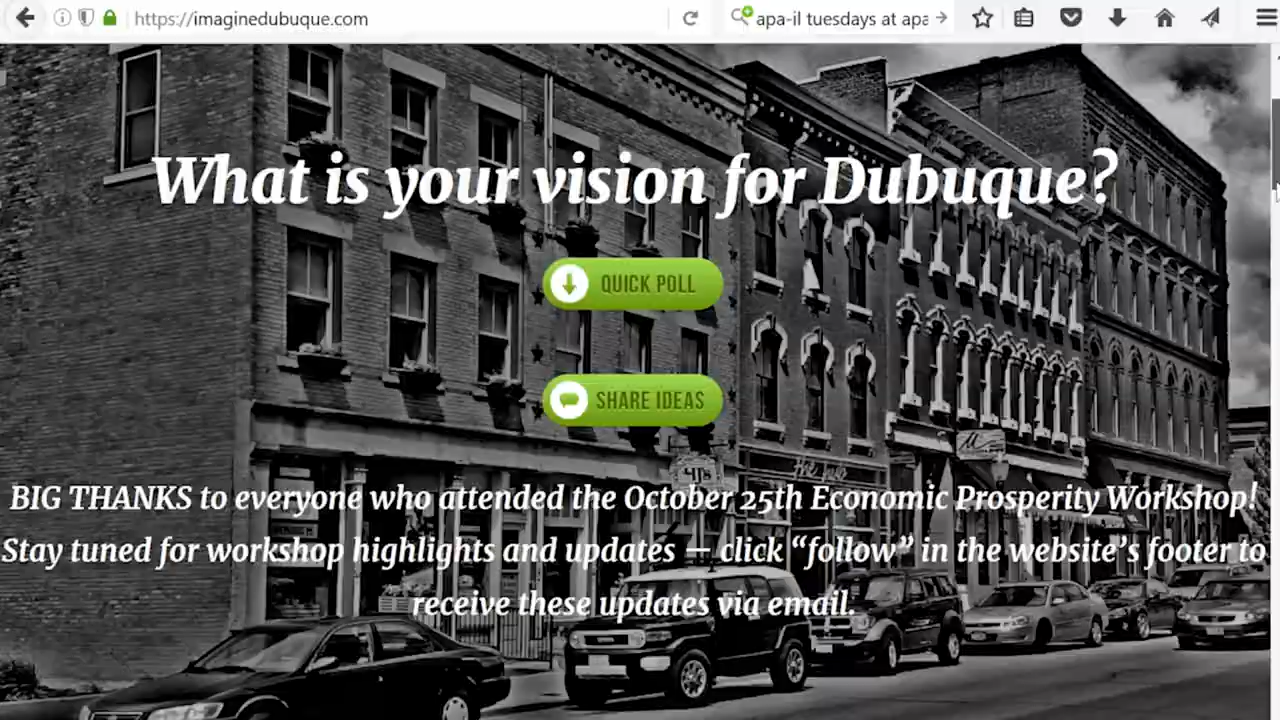 https://imaginedubuque.com
apa-il tuesdays at apa
What is your vision for Dubuque?
QUICK POLL
SHARE IDEAS
BIG THANKS to everyone who attended the October 25th Economic Prosperity Workshop!
Stay tuned for workshop highlights and updates — click “follow” in the website’s footer to
receive these updates via email.